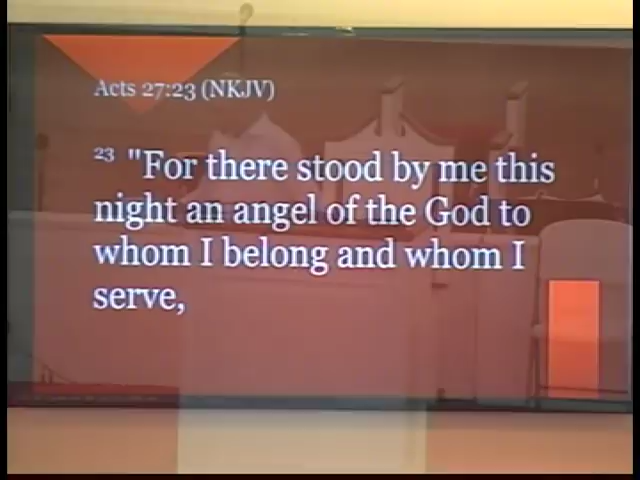 Acts 27:23 (NKJV)
23 "For there stood by me this
night an angel of the God to
whom I belong and whom I
serve,